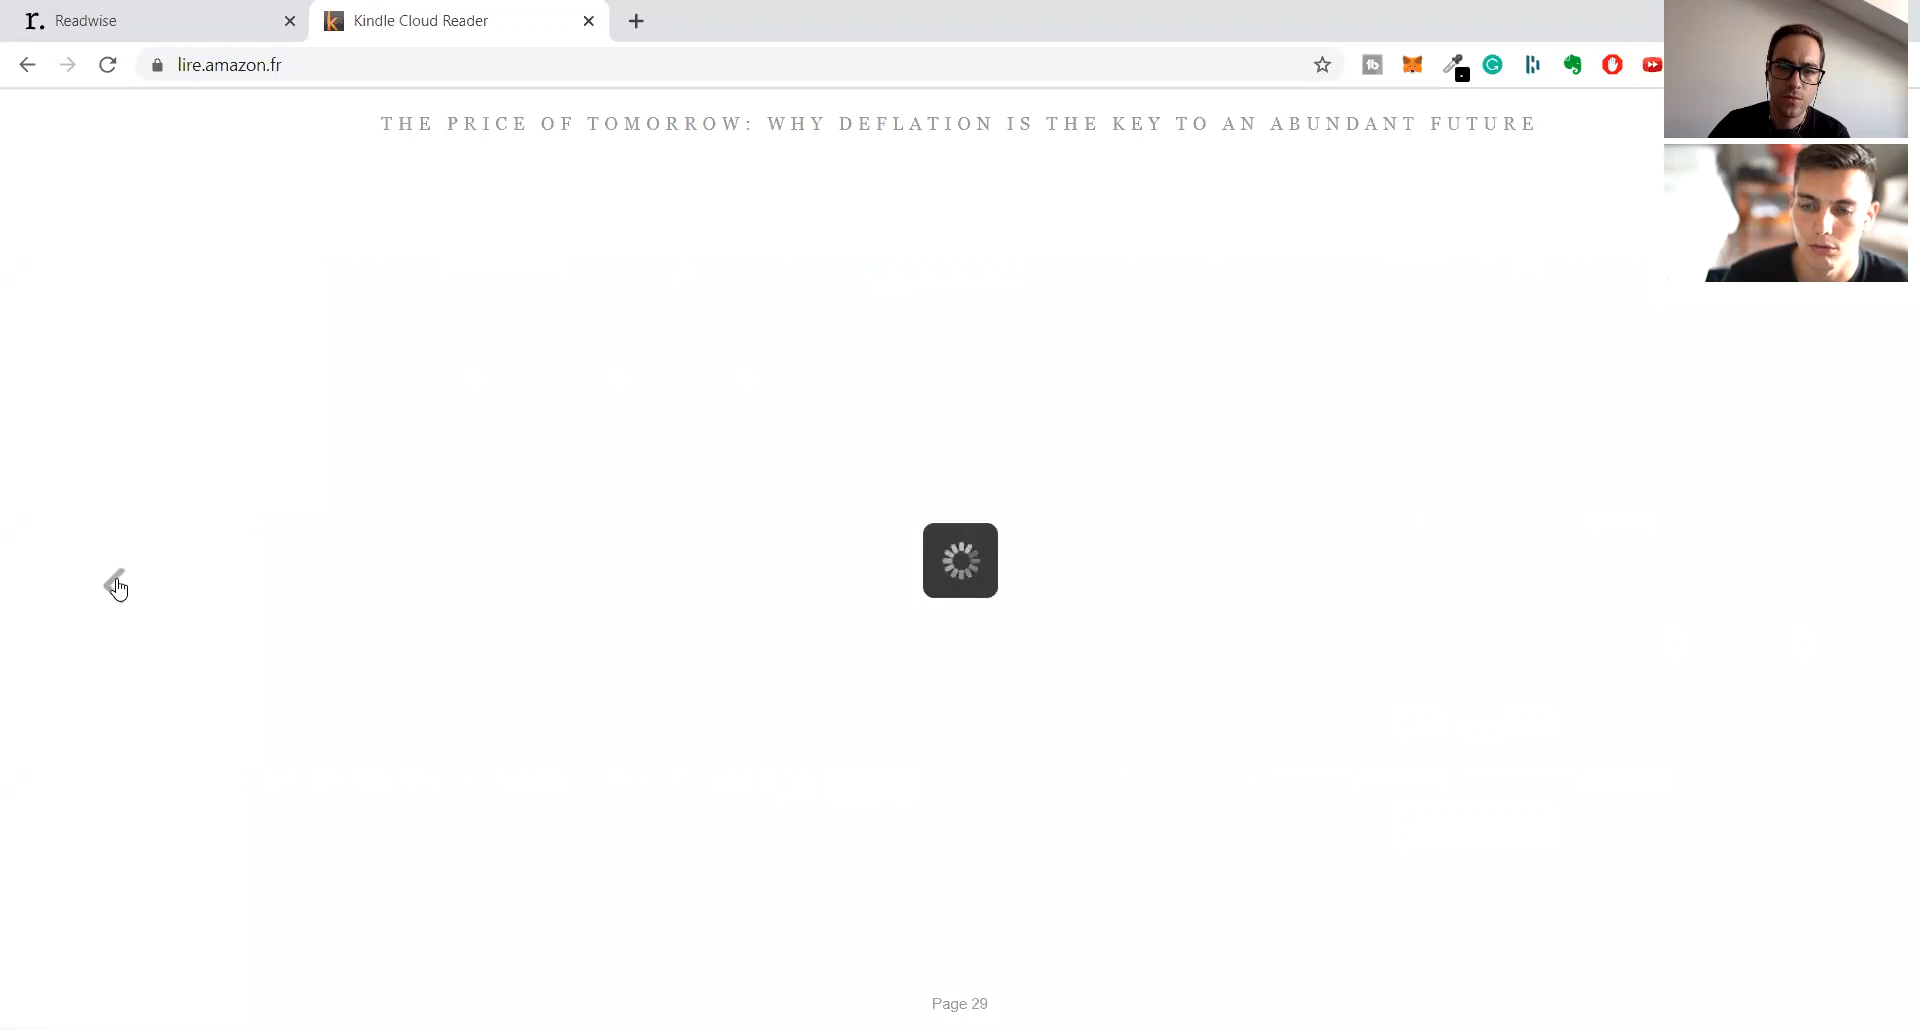 r. Readwise
Kindle Cloud Reader
lire.amazon.fr
THE PRICE OF TOMORROW: WHY DEFLATION IS THE KEY TO AN ABUNDANT FUTURE
Page 29